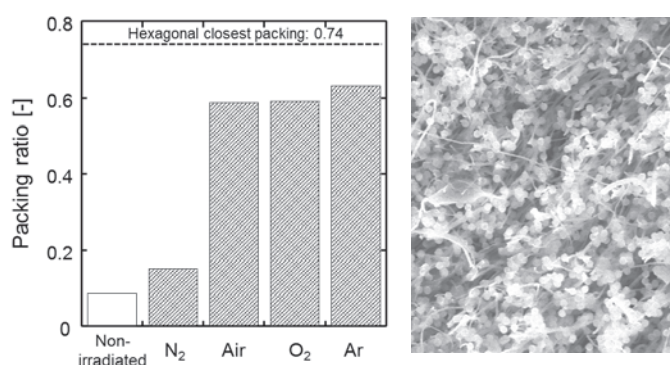 0.8
Hexagonal closest packing: 0.74
0.6
0.4
0.2
0
Packing ratio [-]
Non-
irradiated
N₂
Air
O₂
Ar